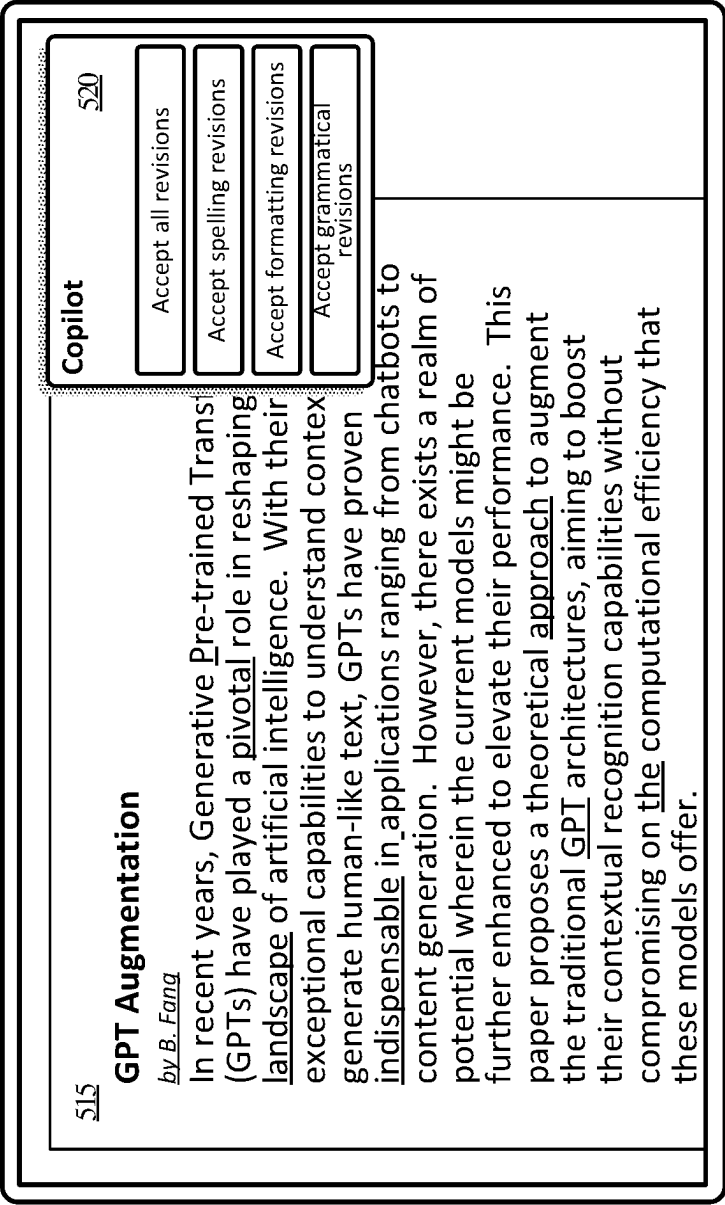 515
GPT Augmentation
by B. Fang
In recent years, Generative Pre-trained Trans
(GPTs) have played a pivotal role in reshaping
landscape of artificial intelligence. With their
exceptional capabilities to understand contex
generate human-like text, GPTs have proven
indispensable in applications ranging from chatbots to
content generation. However, there exists a realm of
potential wherein the current models might be
further enhanced to elevate their performance. This
paper proposes a theoretical approach to augment
the traditional GPT architectures, aiming to boost
their contextual recognition capabilities without
compromising on the computational efficiency that
these models offer.
Copilot
520
Accept all revisions
Accept spelling revisions
Accept formatting revisions
Accept grammatical
revisions